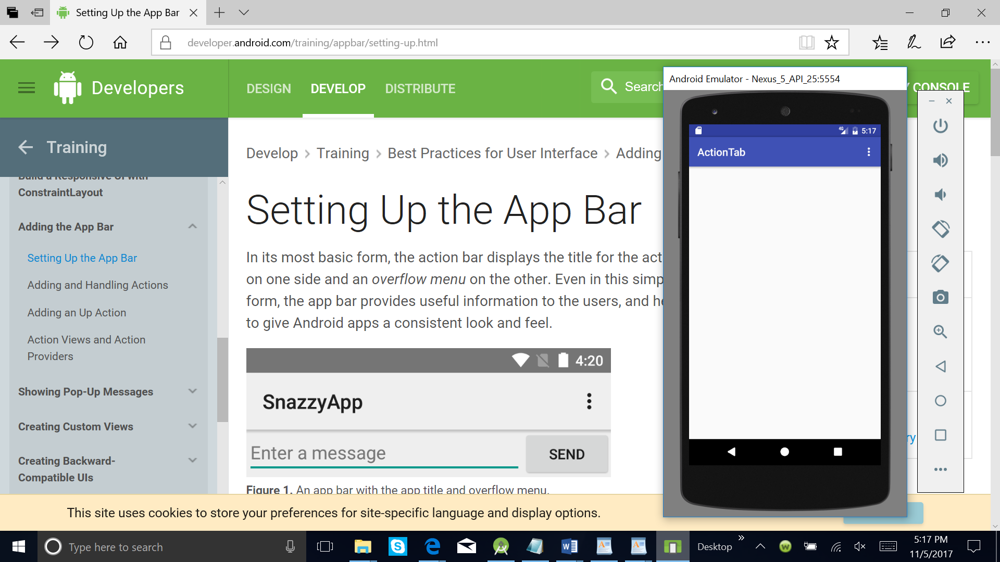 Setting Up the App Bar
developer.android.com/training/appbar/setting-up.html
Developers
DESIGN
DEVELOP
DISTRIBUTE
Search
Y CONSOLE
Training
Build a Responsive UI with
ConstraintLayout
Adding the App Bar
Setting Up the App Bar
Adding and Handling Actions
Adding an Up Action
Action Views and Action
Providers
Showing Pop-Up Messages
Creating Custom Views
Creating Backward-
Compatible UIs
Develop > Training > Best Practices for User Interface > Adding
Setting Up the App Bar
In its most basic form, the action bar displays the title for the act
on one side and an overflow menu on the other. Even in this simp
form, the app bar provides useful information to the users, and he
to give Android apps a consistent look and feel.
4:20
SnazzyApp
Enter a message
SEND
Figure 1. An app bar with the app title and overflow menu.
ry
Android Emulator - Nexus_5_API_25:5554
4G 5:17
ActionTab
This site uses cookies to store your preferences for site-specific language and display options.
Type here to search
Desktop
5:17 PM
11/5/2017